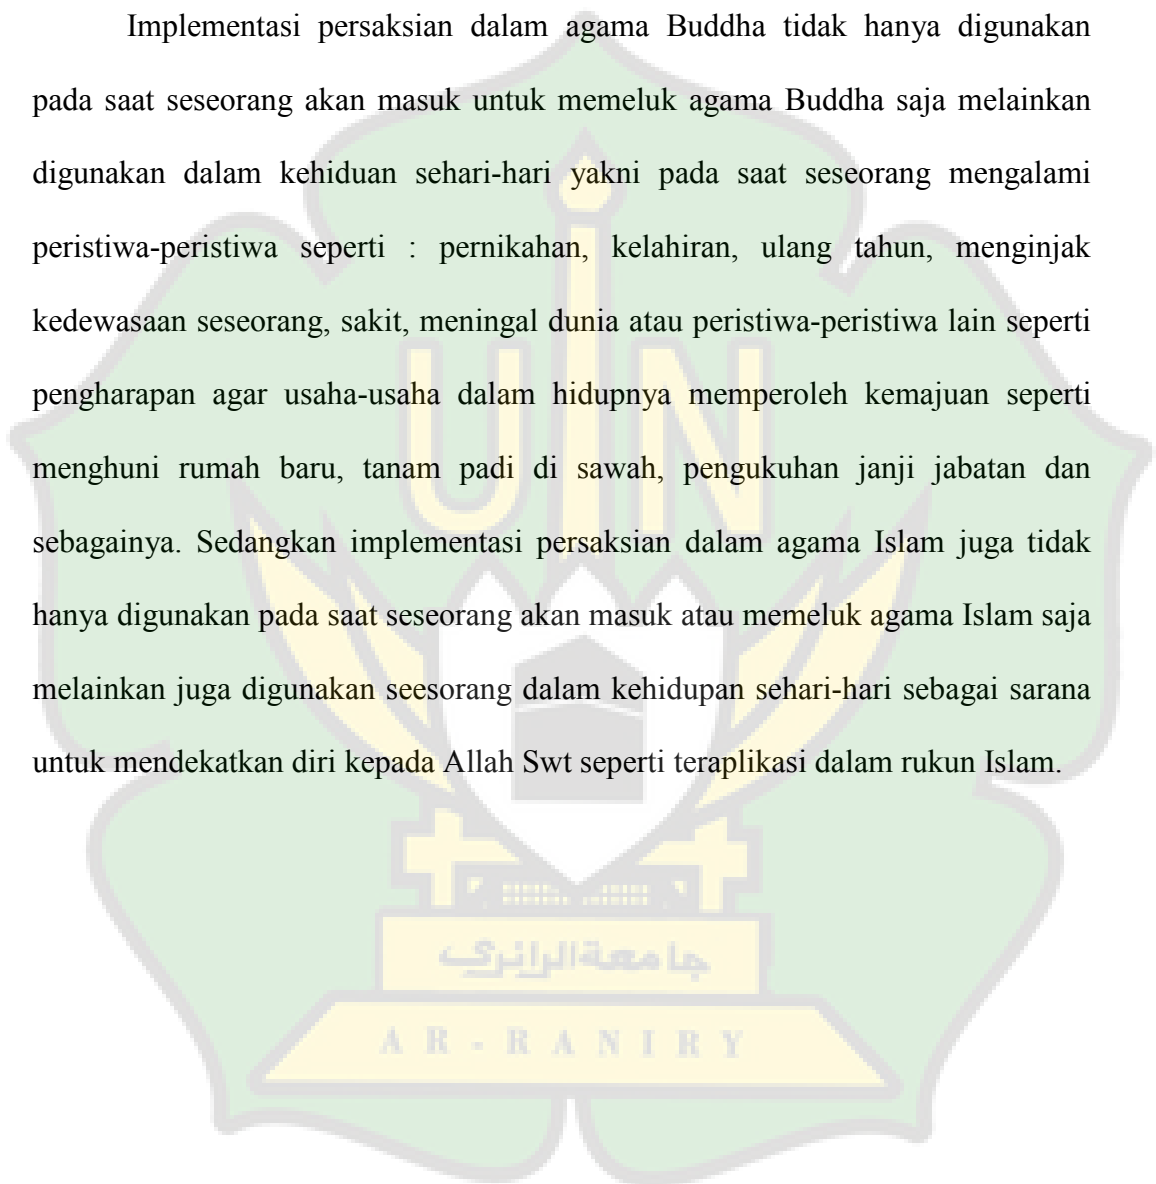 Implementasi persaksian dalam agama Buddha tidak hanya digunakan
pada saat seseorang akan masuk untuk memeluk agama Buddha saja melainkan
digunakan dalam kehiduan sehari-hari yakni pada saat seseorang mengalami
peristiwa-peristiwa seperti : pernikahan, kelahiran, ulang tahun, menginjak
kedewasaan seseorang, sakit, meningal dunia atau peristiwa-peristiwa lain seperti
pengharapan agar usaha-usaha dalam hidupnya memperoleh kemajuan seperti
menghuni rumah baru, tanam padi di sawah, pengukuhan janji jabatan dan
sebagainya. Sedangkan implementasi persaksian dalam agama Islam juga tidak
hanya digunakan pada saat seseorang akan masuk atau memeluk agama Islam saja
melainkan juga digunakan seesorang dalam kehidupan sehari-hari sebagai sarana
untuk mendekatkan diri kepada Allah Swt seperti teraplikasi dalam rukun Islam.
UIN
جامعة الرانري
AR-RANIRY